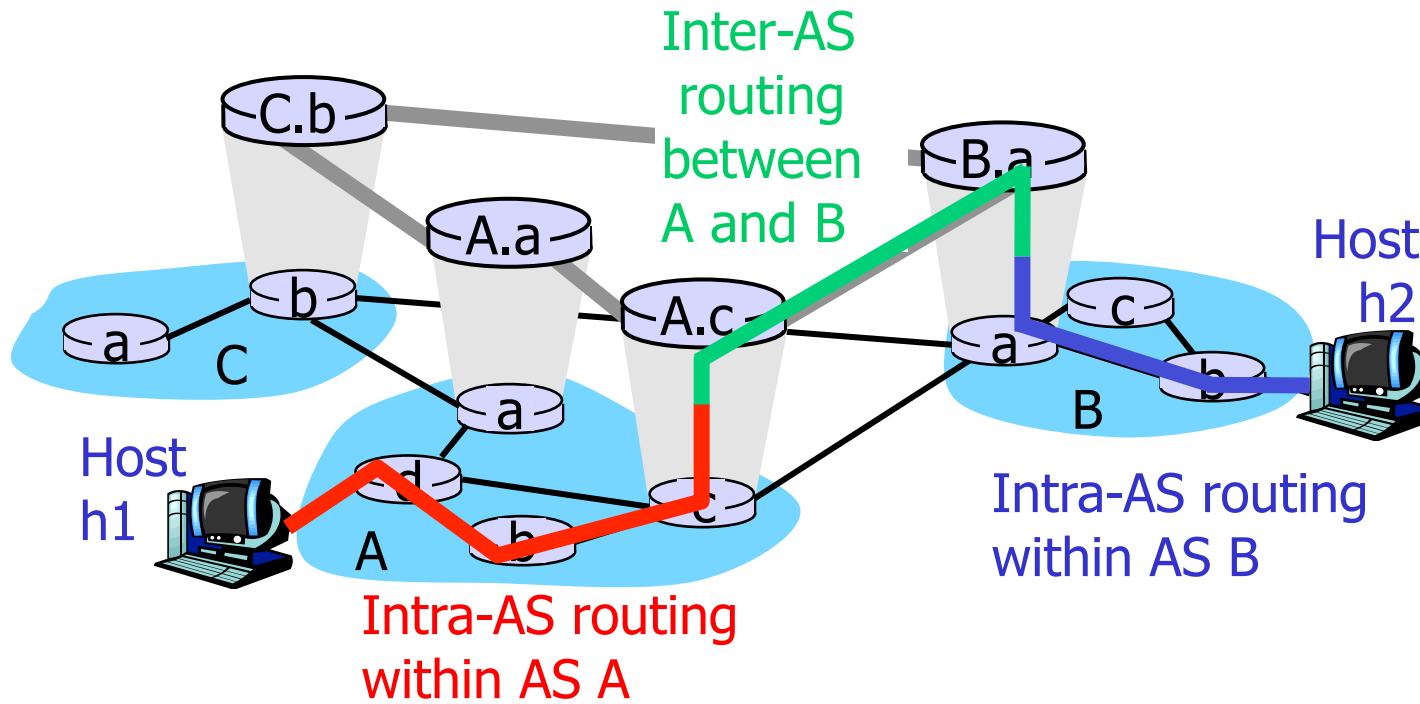 Inter-AS
routing
between
A and B
C.b
B.a
A.a
A.c
Host
h2
b
a
C
a
c
b
B
a
d
b
c
A
Host
h1
Intra-AS routing
within AS B
Intra-AS routing
within AS A